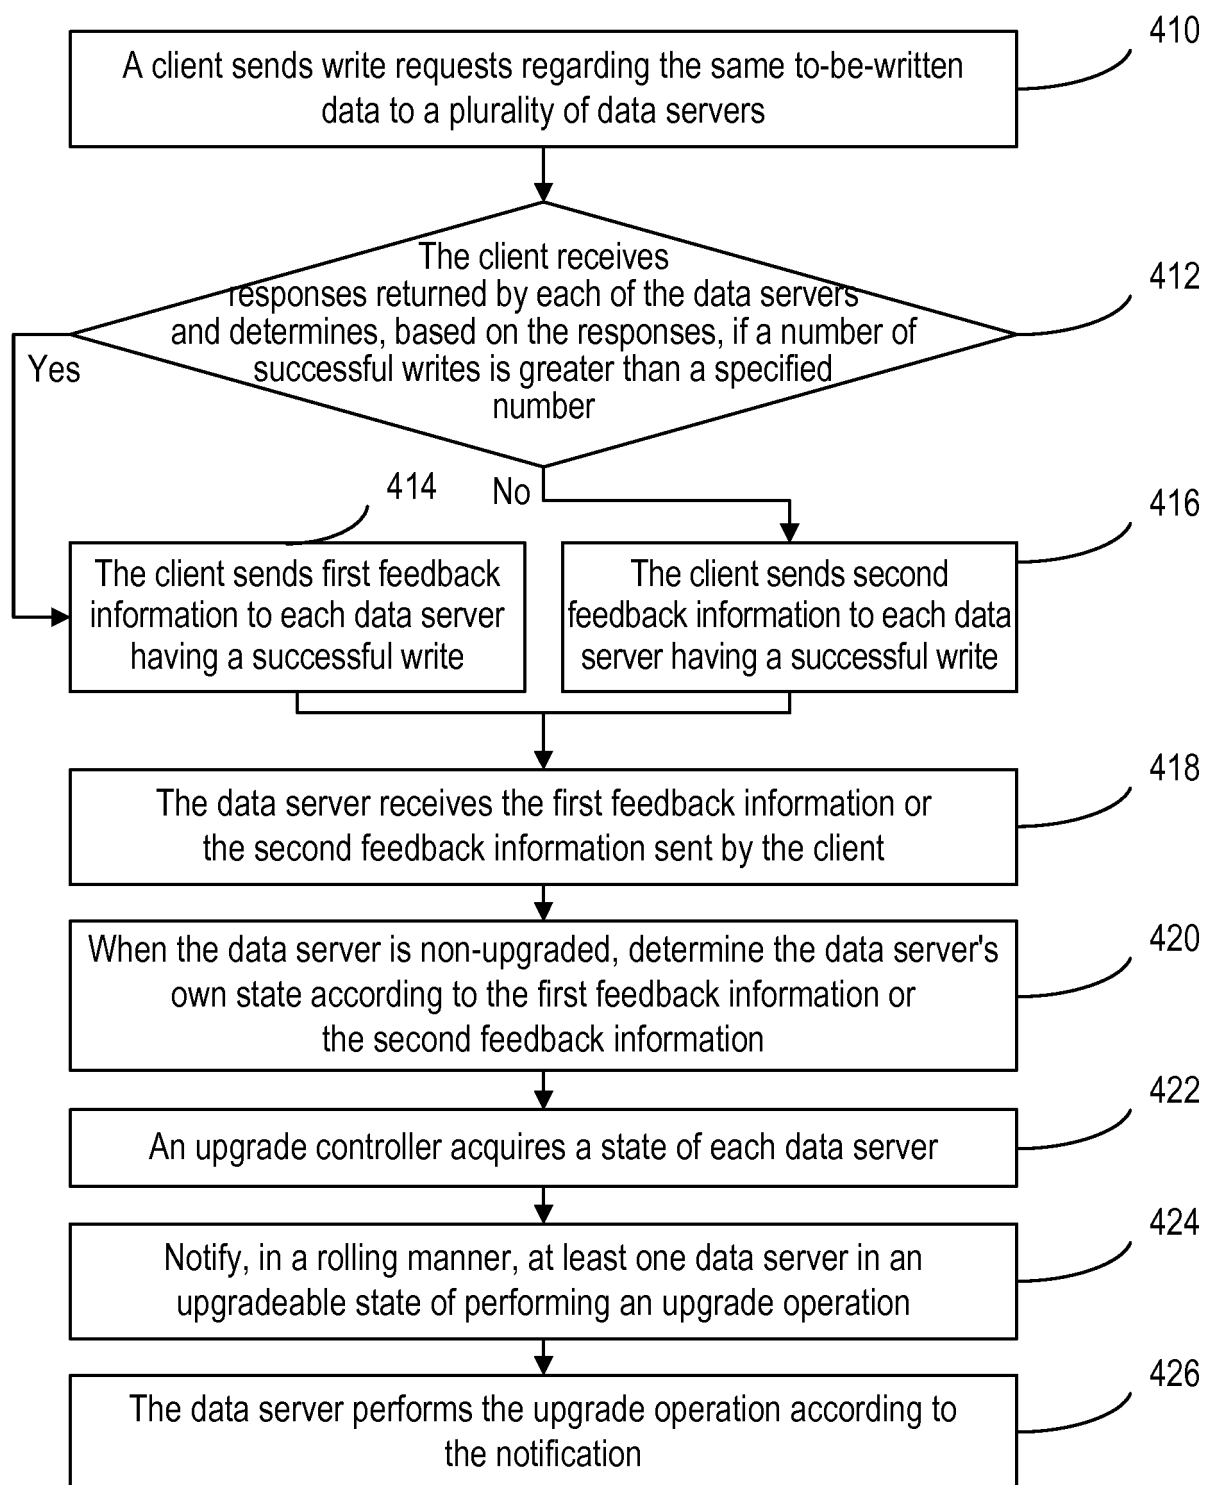 410
A client sends write requests regarding the same to-be-written
data to a plurality of data servers
The client receives
responses returned by each of the data servers
and determines, based on the responses, if a number of
successful writes is greater than a specified
number
412
Yes
No
414
The client sends first feedback
information to each data server
having a successful write
416
The client sends second
feedback information to each data
server having a successful write
418
The data server receives the first feedback information or
the second feedback information sent by the client
420
When the data server is non-upgraded, determine the data server's
own state according to the first feedback information or
the second feedback information
422
An upgrade controller acquires a state of each data server
424
Notify, in a rolling manner, at least one data server in an
upgradeable state of performing an upgrade operation
426
The data server performs the upgrade operation according to
the notification